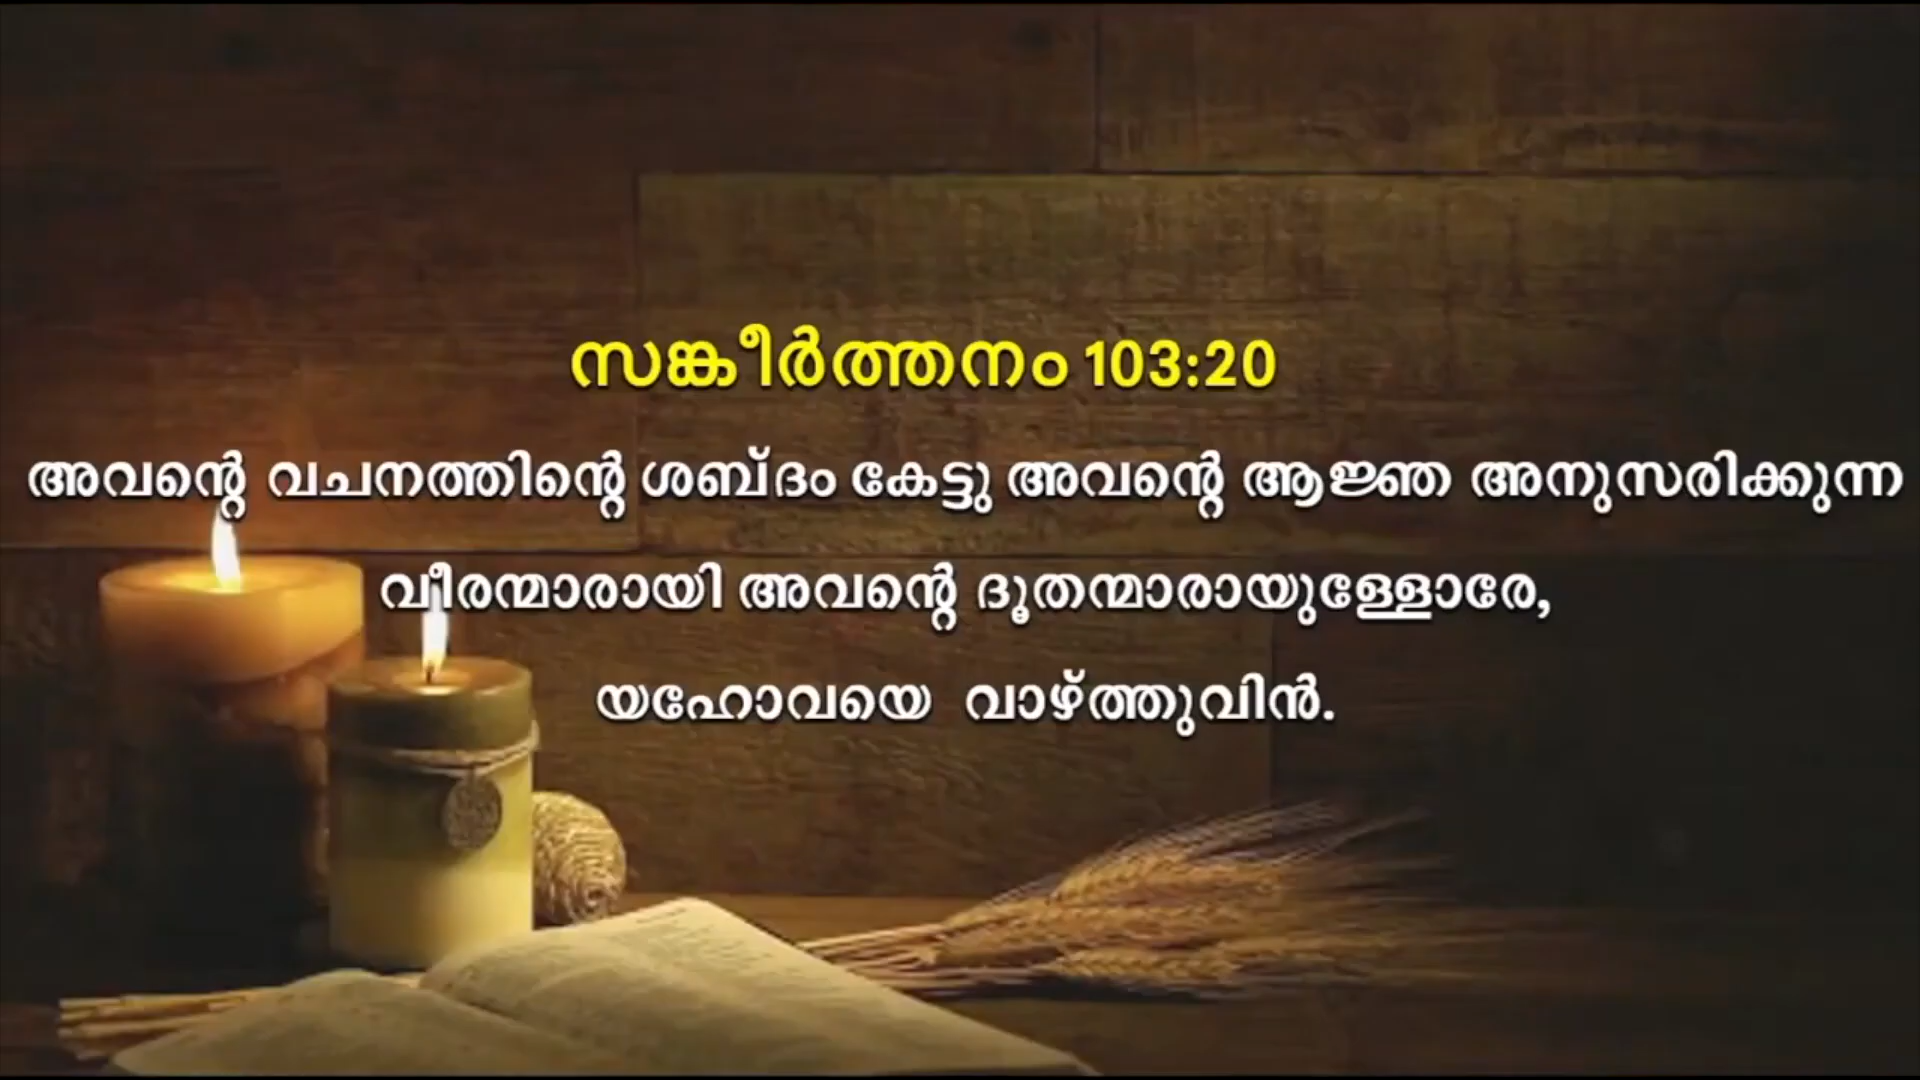 സങ്കീർത്തനം 103:20
അവന്റെ വചനത്തിന്റെ ശബ്ദം കേട്ടു അവന്റെ ആജ്ഞ അനുസരിക്കുന്ന
വീരന്മാരായി അവന്റെ ദൂതന്മാരായുള്ളോരേ,
യഹോവയെ വാഴ്ത്തുവിൻ.